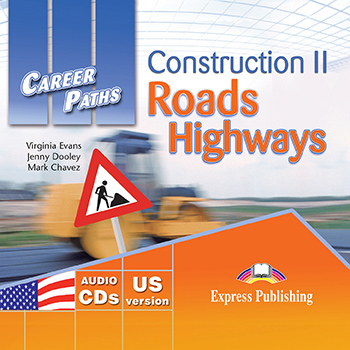 CAREER
PATHS
Construction II
Roads
Highways
Virginia Evans
Jenny Dooley
Mark Chavez
AUDIO
CDs
US
version
Express Publishing